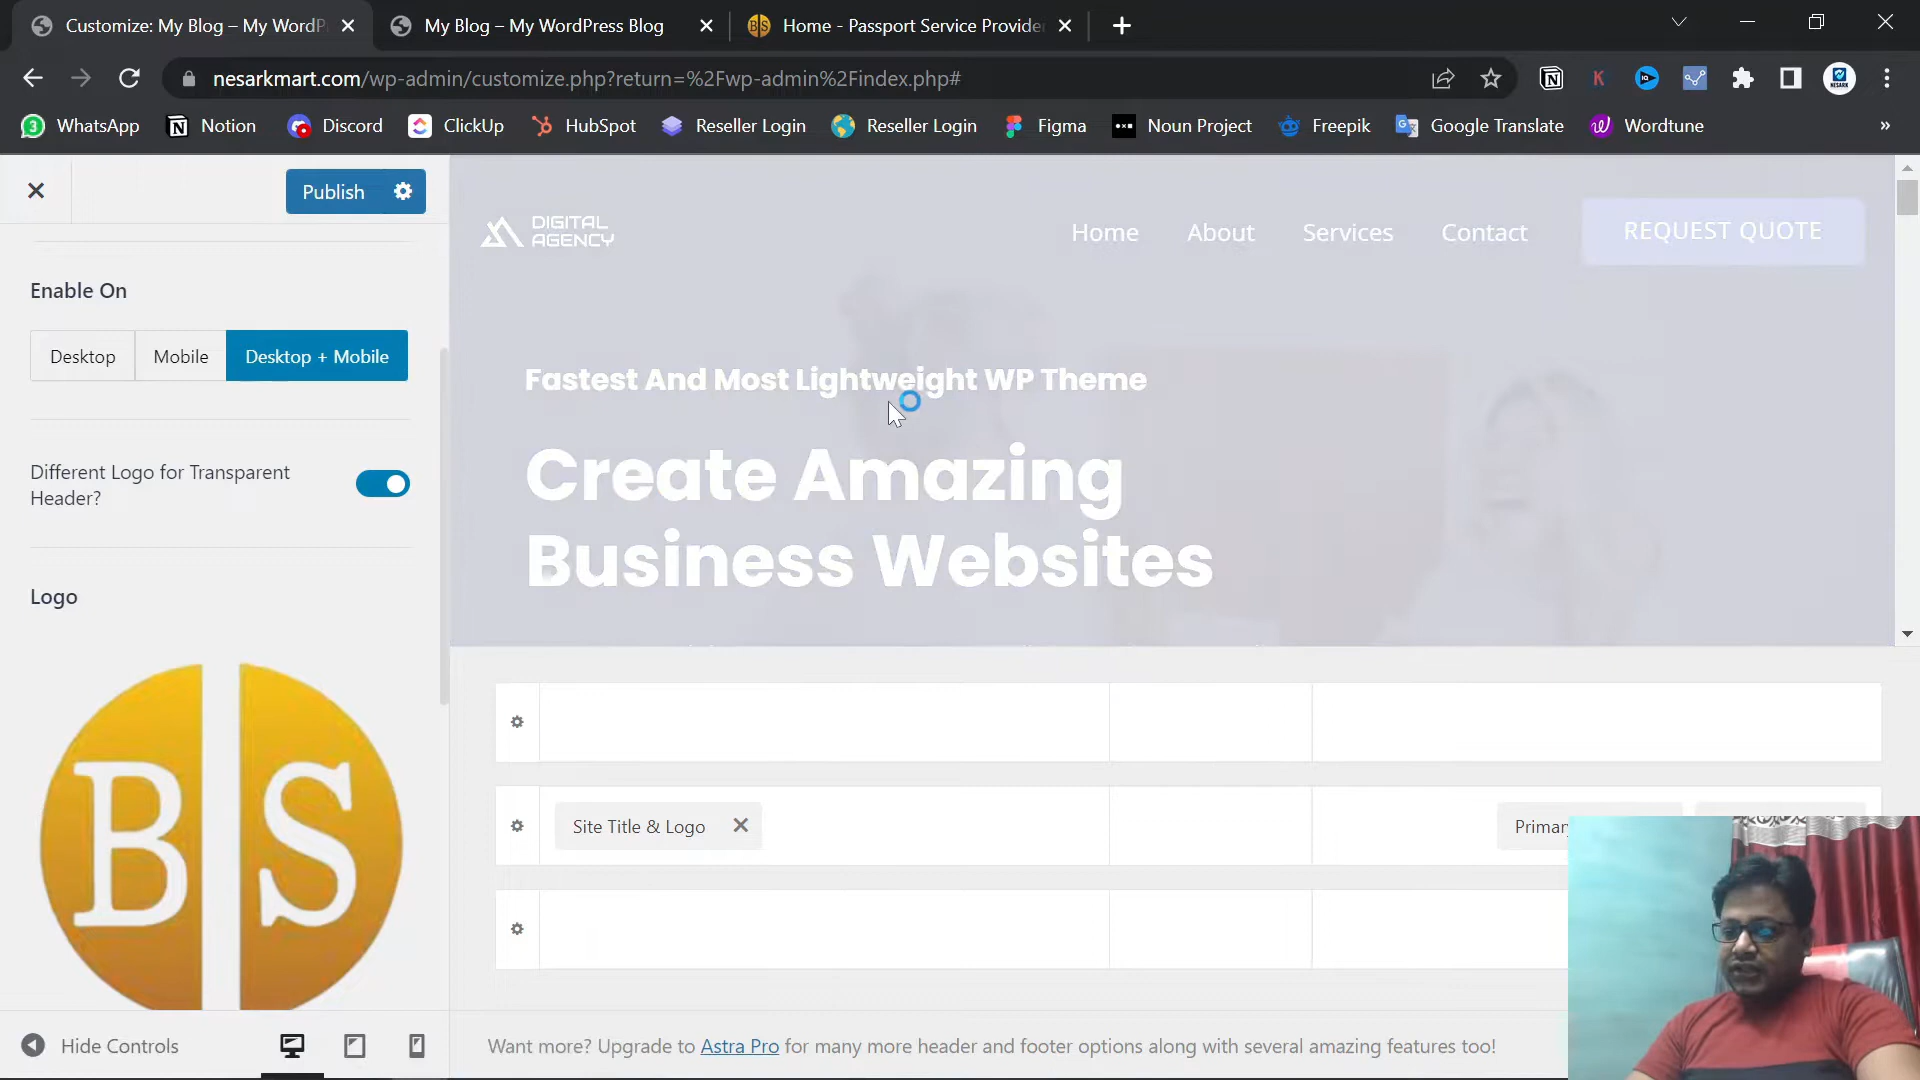 Customize: My Blog – My WordP
My Blog – My WordPress Blog
BS
Home - Passport Service Provider
nesarkmart.com/wp-admin/customize.php?return=%2Fwp-admin%2Findex.php#
3 WhatsApp
Notion
Discord
ClickUp
HubSpot
Reseller Login
Reseller Login
Figma
Noun Project
Freepik
Google Translate
Wordtune
Publish
Enable On
Desktop
Mobile
Desktop + Mobile
Different Logo for Transparent
Header?
Logo
BS
Hide Controls
DIGITAL
AGENCY
Home
About
Services
Contact
REQUEST QUOTE
Fastest And Most Lightweight WP Theme
Create Amazing
Business Websites
Site Title & Logo
Primary
Want more? Upgrade to Astra Pro for many more header and footer options along with several amazing features too!